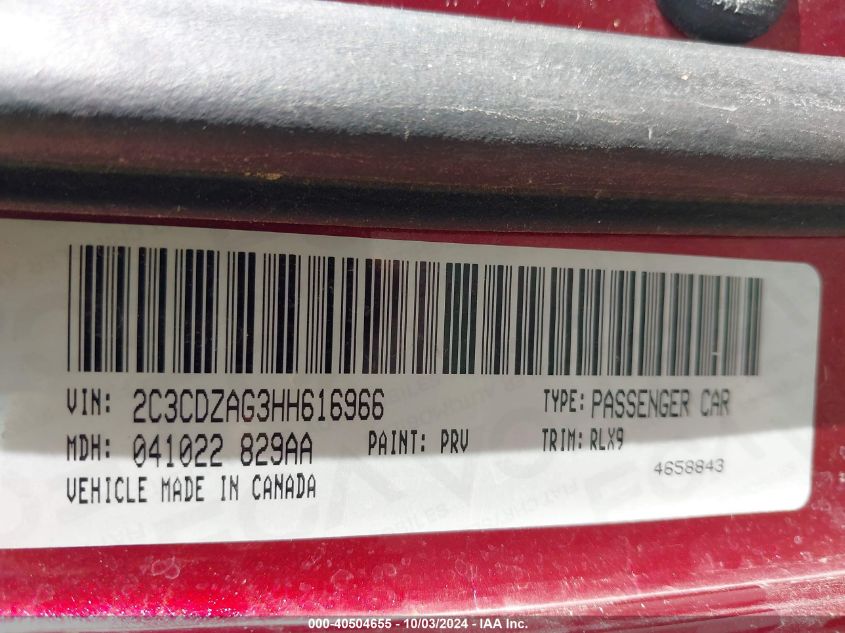 VIN: 2C3CDZAG3HH616966 TYPE: PASSENGER CAR
MDH: 041022 829AA PAINT: PRV TRIM: RLX9
4658843
VEHICLE MADE IN CANADA
000-40504655 - 10/03/2024 - IAA Inc.